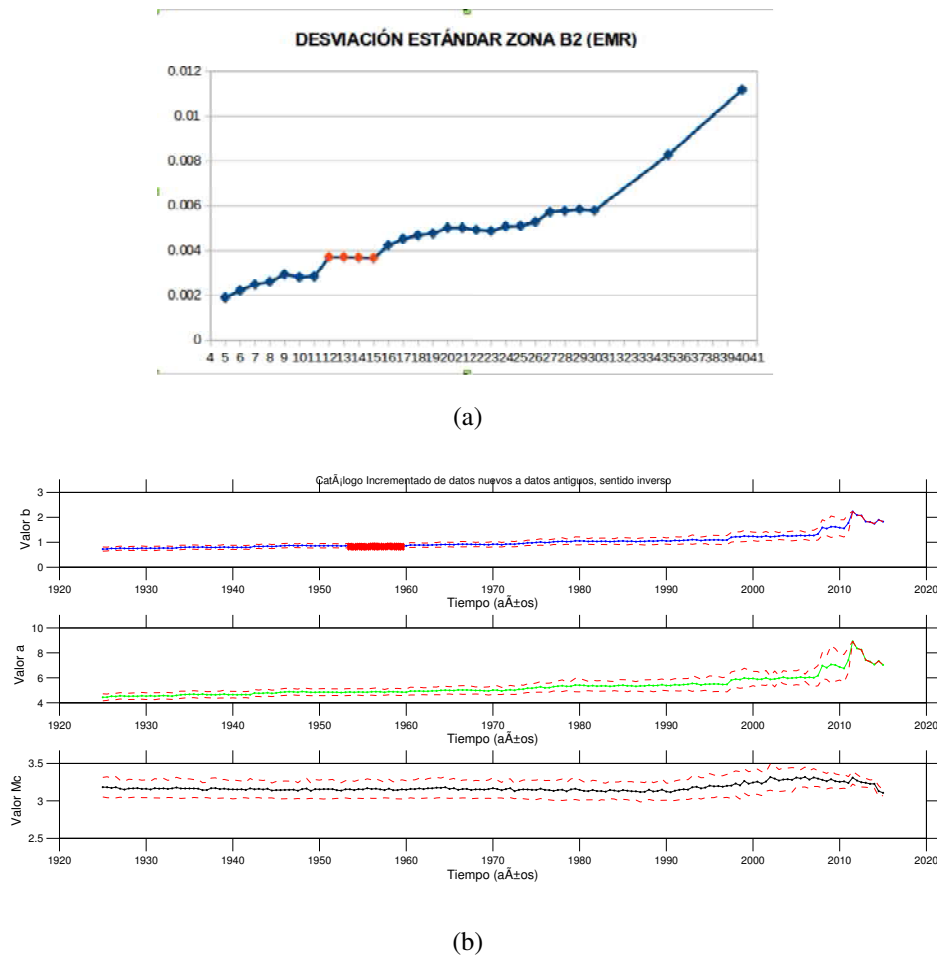 DESVIACIÓN ESTÁNDAR ZONA B2 (EMR)
0.012
0.01
0.008
0.006
0.004
0.002
0
4 5 6 7 8 9 10 11 12 13 14 15 16 17 18 19 20 21 22 23 24 25 26 27 28 29 30 31 32 33 34 35 36 37 38 39 40 41
(a)
CatÃ¡logo Incrementado de datos nuevos a datos antiguos, sentido inverso
Valor b
3
2
1
0
1920 1930 1940 1950 1960 1970 1980 1990 2000 2010 2020
Tiempo (aÃ±os)
Valor a
10
8
6
4
1920 1930 1940 1950 1960 1970 1980 1990 2000 2010 2020
Tiempo (aÃ±os)
Valor Mc
3.5
3
2.5
1920 1930 1940 1950 1960 1970 1980 1990 2000 2010 2020
Tiempo (aÃ±os)
(b)